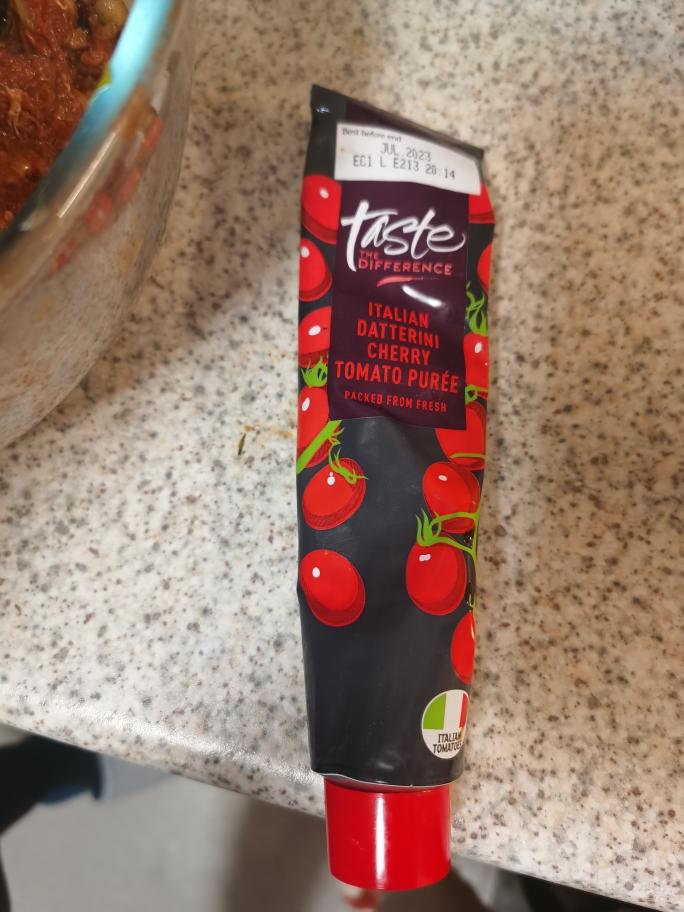 Best before end
JUL 2023
EC1 L E213 20:14
taste
THE
DIFFERENCE
ITALIAN
DATTERINI
CHERRY
TOMATO PURÉE
PACKED FROM FRESH
ITALIAN
TOMATOES